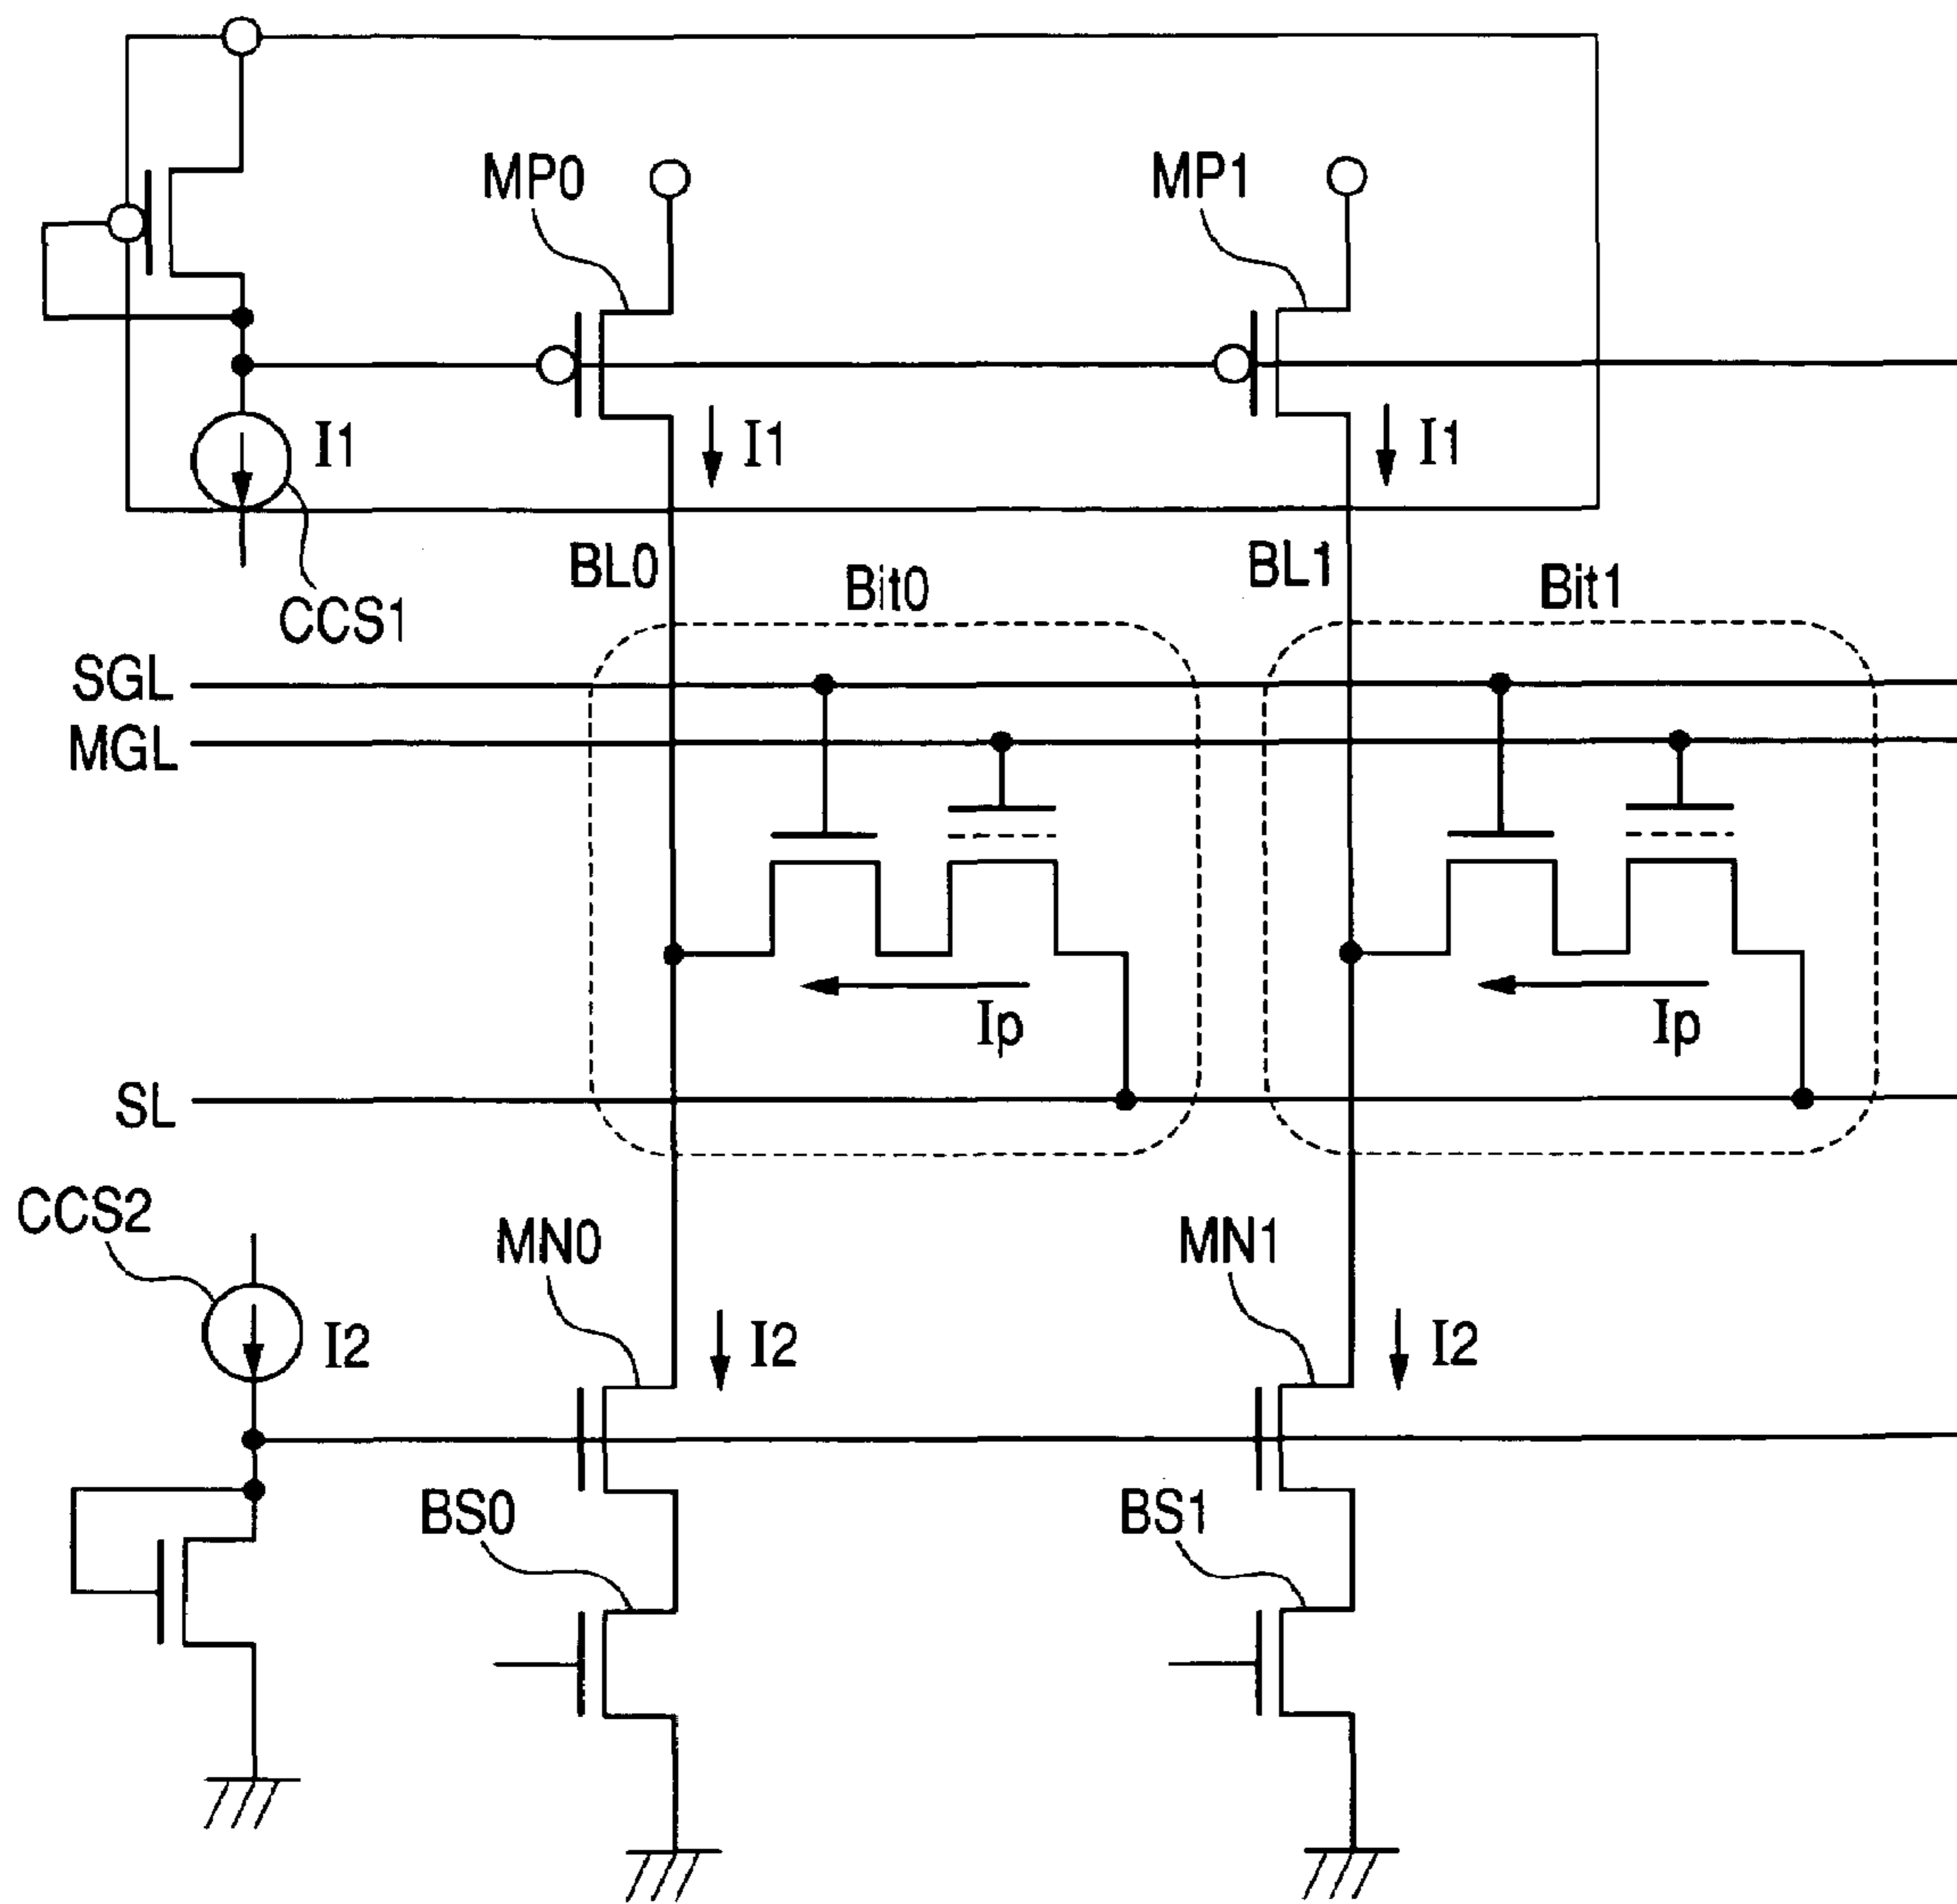 MP0
MP1
I1
I1
I1
BL0
BL1
Bit0
Bit1
CCS1
SGL
MGL
Ip
Ip
SL
CCS2
MN0
MN1
I2
I2
I2
BS0
BS1